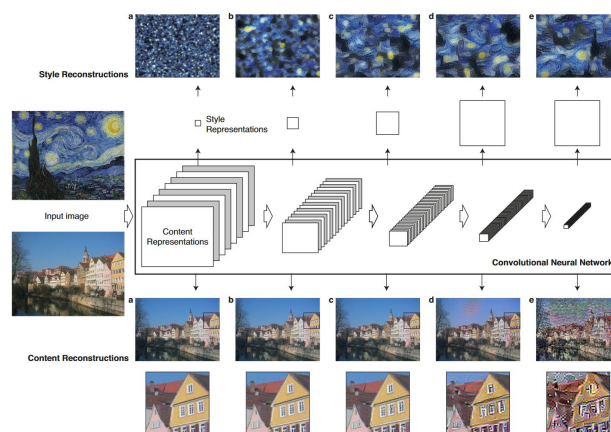 a b c d e
Style Reconstructions
Style
Representations
Input image
Content
Representations
Convolutional Neural Network
a b c d e
Content Reconstructions